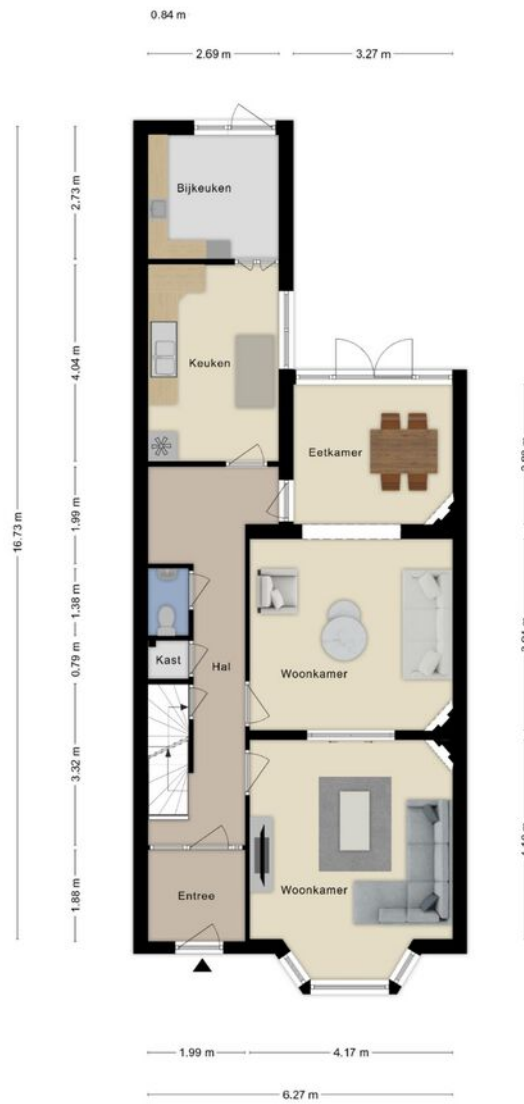 0.84 m
2.69 m
3.27 m
2.73 m
Bijkeuken
4.04 m
Keuken
Eetkamer
16.73 m
1.99 m
1.38 m
0.79 m
Kast
Hal
Woonkamer
3.32 m
1.88 m
Entree
Woonkamer
1.99 m
4.17 m
6.27 m